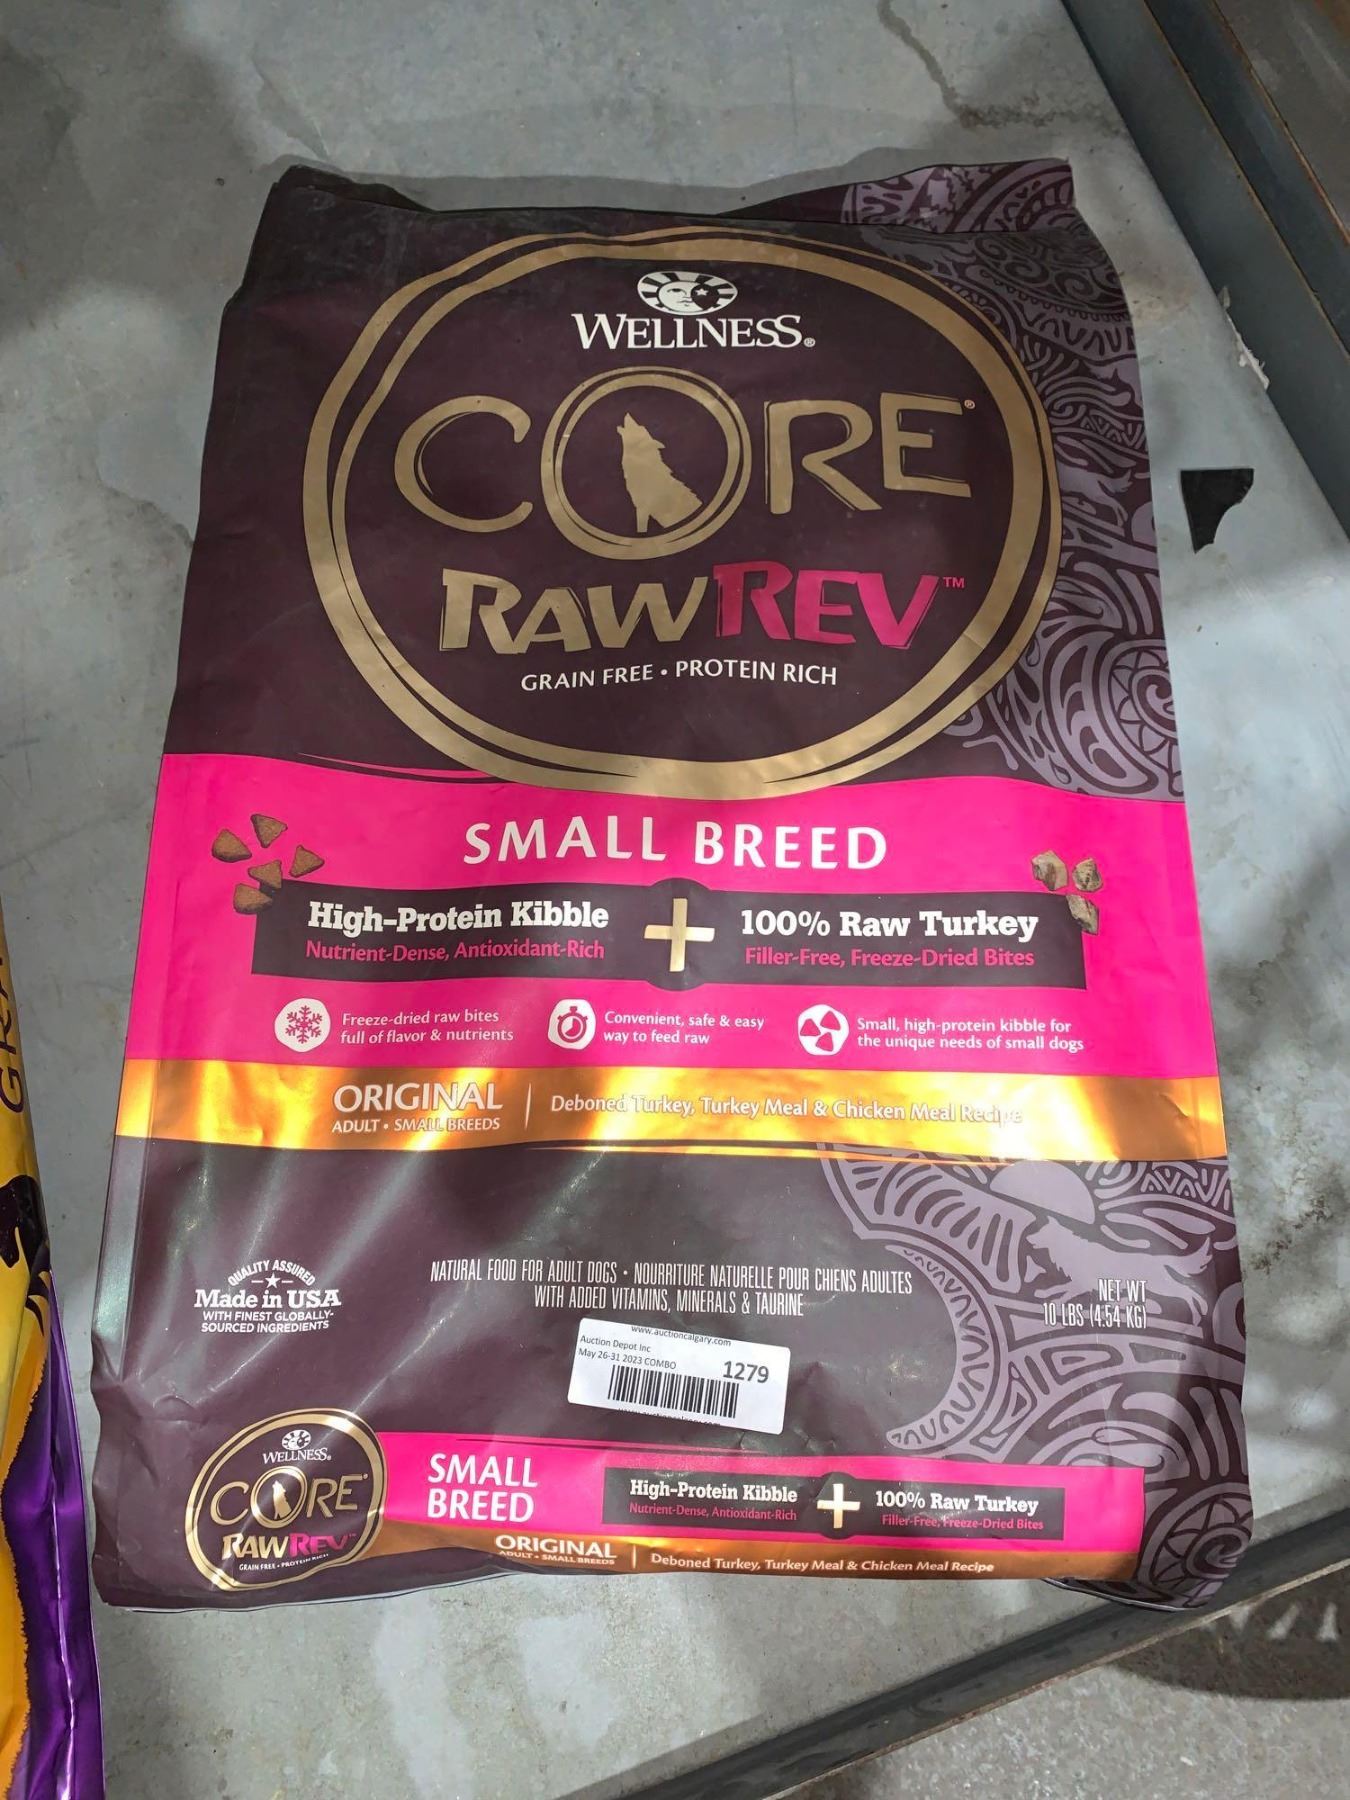 WELLNESS®
CORE®
RAWREV™
GRAIN FREE • PROTEIN RICH
SMALL BREED
High-Protein Kibble
Nutrient-Dense, Antioxidant-Rich
+
100% Raw Turkey
Filler-Free, Freeze-Dried Bites
Freeze-dried raw bites
full of flavor & nutrients
Convenient, safe & easy
way to feed raw
Small, high-protein kibble for
the unique needs of small dogs
ORIGINAL
ADULT • SMALL BREEDS
Deboned Turkey, Turkey Meal & Chicken Meal Recipe
QUALITY ASSURED
Made in USA
WITH FINEST GLOBALLY-
SOURCED INGREDIENTS
NATURAL FOOD FOR ADULT DOGS • NOURRITURE NATURELLE POUR CHIENS ADULTES
WITH ADDED VITAMINS, MINERALS & TAURINE
NET WT
10 LBS (4.54 KG)
www.auctioncalgary.com
Auction Depot Inc
May 26-31 2023 COMBO
1279
WELLNESS®
CORE®
RAWREV™
GRAIN FREE • PROTEIN RICH
SMALL
BREED
High-Protein Kibble
Nutrient-Dense, Antioxidant-Rich
+
100% Raw Turkey
Filler-Free, Freeze-Dried Bites
ORIGINAL
ADULT • SMALL BREEDS
Deboned Turkey, Turkey Meal & Chicken Meal Recipe